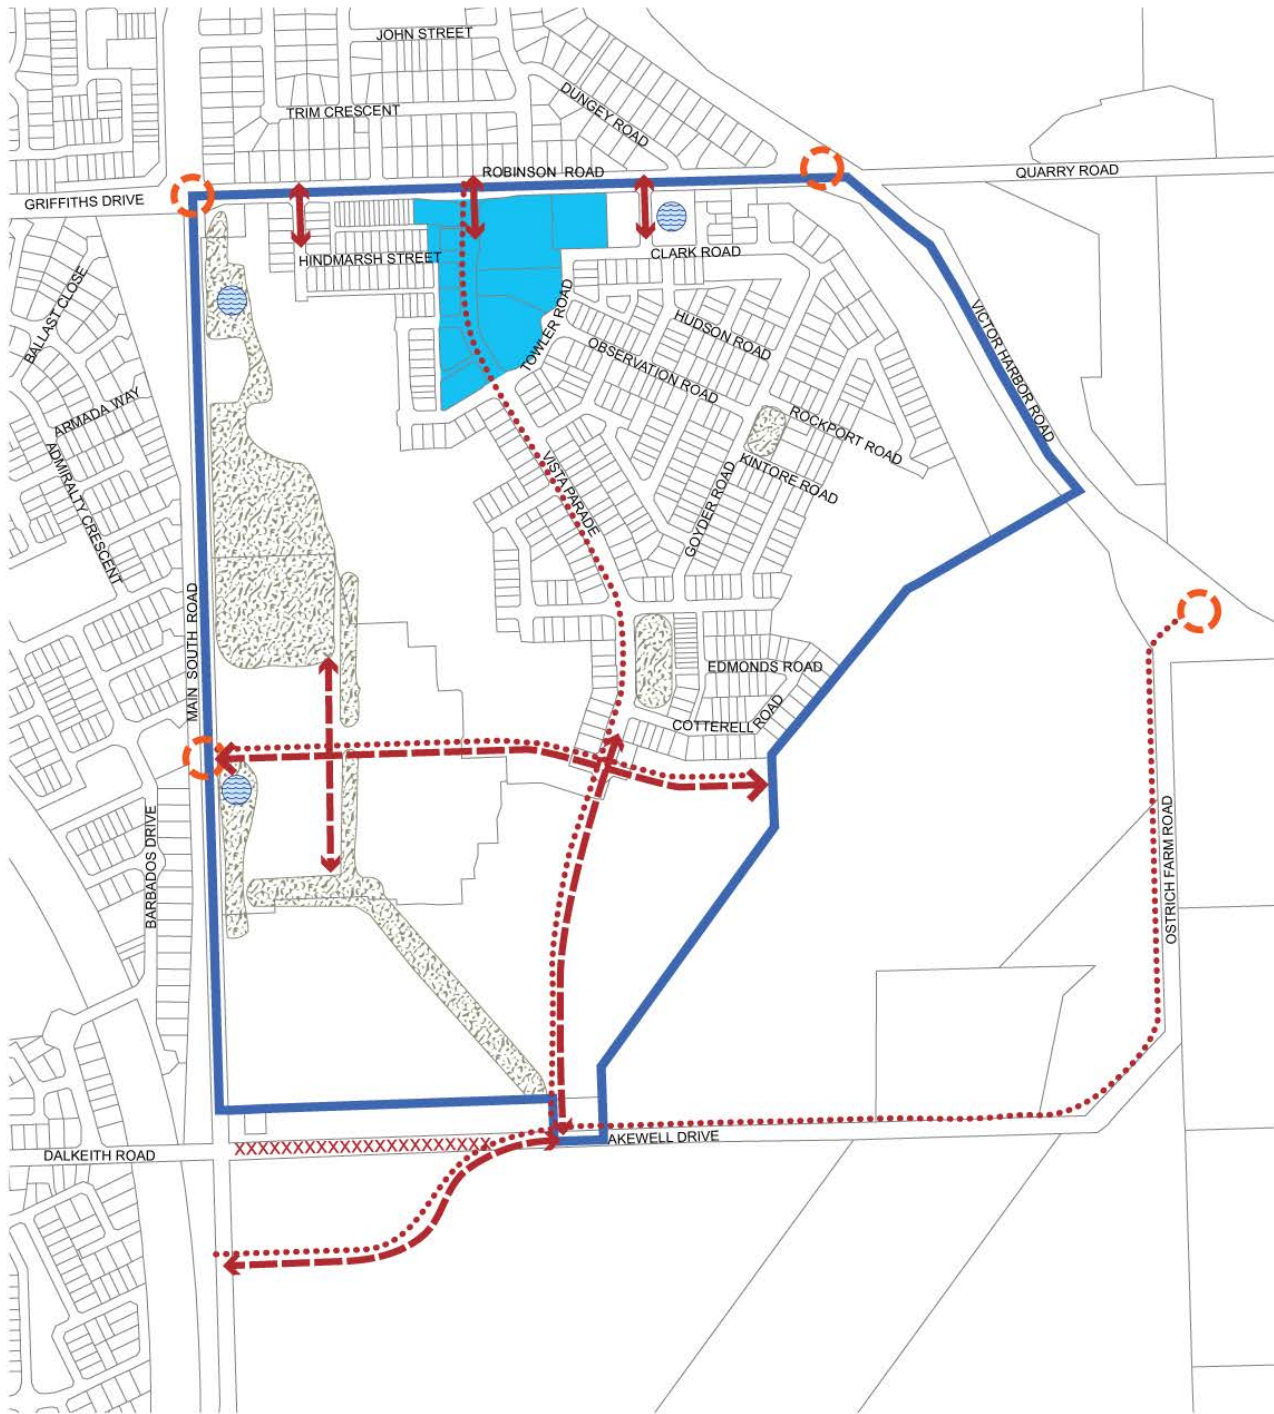 JOHN STREET
DUNGEY ROAD
TRIM CRESCENT
ROBINSON ROAD
QUARRY ROAD
GRIFFITHS DRIVE
HINDMARSH STREET
CLARK ROAD
BALLAST CLOSE
TOWLER ROAD
HUDSON ROAD
VICTOR HARBOR ROAD
OBSERVATION ROAD
ARMADA WAY
ROCKPORT ROAD
ADMIRALTY CRESCENT
VISTA PARADE
KINTORE ROAD
GOYDER ROAD
MAIN SOUTH ROAD
EDMONDS ROAD
COTTERELL ROAD
BARBADOS DRIVE
OSTRICH FARM ROAD
XXXXXXXXXXXXXXXXXXXXXX
AKEWELL DRIVE
DALKEITH ROAD